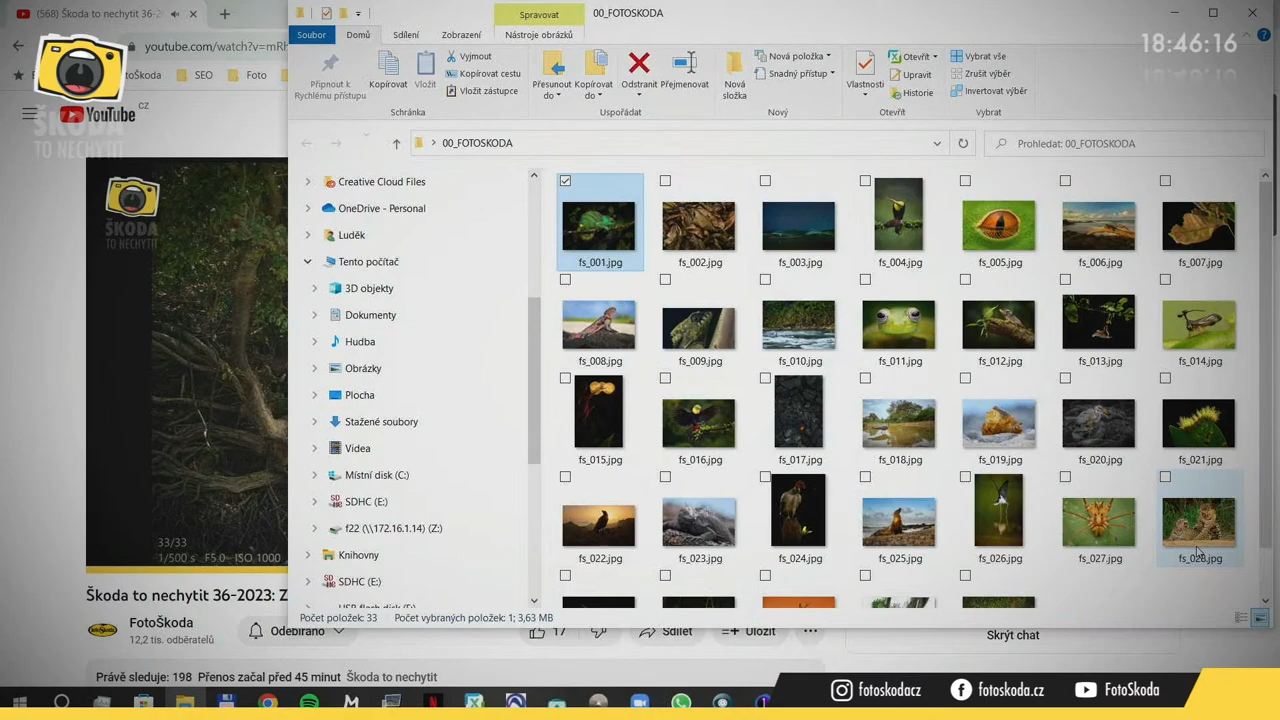 (568) Škoda to nechytit 36-2
Spravovat
00_FOTOSKODA
18:46:16
Soubor
Domů
Sdílení
Zobrazení
Nástroje obrázků
youtube.com/watch?v=mRh
Škoda
SEO
Foto
Připnout k
Rychlému přístupu
Kopírovat
Vložit
Vyjmout
Kopírovat cestu
Vložit zástupce
Schránka
Přesunout
do
Kopírovat
do
Odstranit
Přejmenovat
Uspořádat
Nová
složka
Nová položka
Snadný přístup
Nový
Vlastnosti
Otevřít
Upravit
Historie
Otevřít
Vybrat vše
Zrušit výběr
Invertovat výběr
Vybrat
YouTube CZ
ŠKODA
TO NECHYTIT
00_FOTOSKODA
Prohledat: 00_FOTOSKODA
ŠKODA
TO NECHYTIT
Creative Cloud Files
OneDrive - Personal
Luděk
Tento počítač
3D objekty
Dokumenty
Hudba
Obrázky
Plocha
Stažené soubory
Videa
Místní disk (C:)
SDHC (E:)
f22 (\\172.16.1.14) (Z:)
Knihovny
SDHC (E:)
fs_001.jpg
fs_002.jpg
fs_003.jpg
fs_004.jpg
fs_005.jpg
fs_006.jpg
fs_007.jpg
fs_008.jpg
fs_009.jpg
fs_010.jpg
fs_011.jpg
fs_012.jpg
fs_013.jpg
fs_014.jpg
fs_015.jpg
fs_016.jpg
fs_017.jpg
fs_018.jpg
fs_019.jpg
fs_020.jpg
fs_021.jpg
fs_022.jpg
fs_023.jpg
fs_024.jpg
fs_025.jpg
fs_026.jpg
fs_027.jpg
fs_028.jpg
33/33
1/500 s F5.0 ISO 1000
Počet položek: 33
Počet vybraných položek: 1; 3,63 MB
Škoda to nechytit 36-2023: Z
FotoŠkoda
12,2 tis. odběratelů
Odebíráno
17
Sdílet
Uložit
Skrýt chat
Právě sleduje: 198 Přenos začal před 45 minut Škoda to nechytit
fotoskodacz
fotoskoda.cz
FotoSkoda